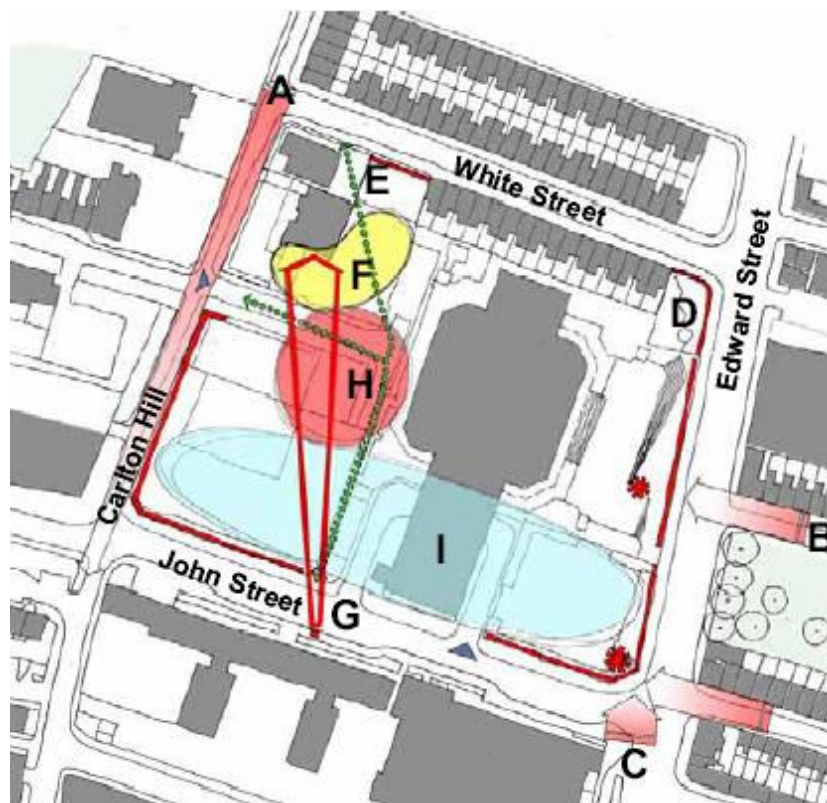 A
White Street
E
Edward Street
F
D
H
Carlton Hill
B
I
John Street
G
C